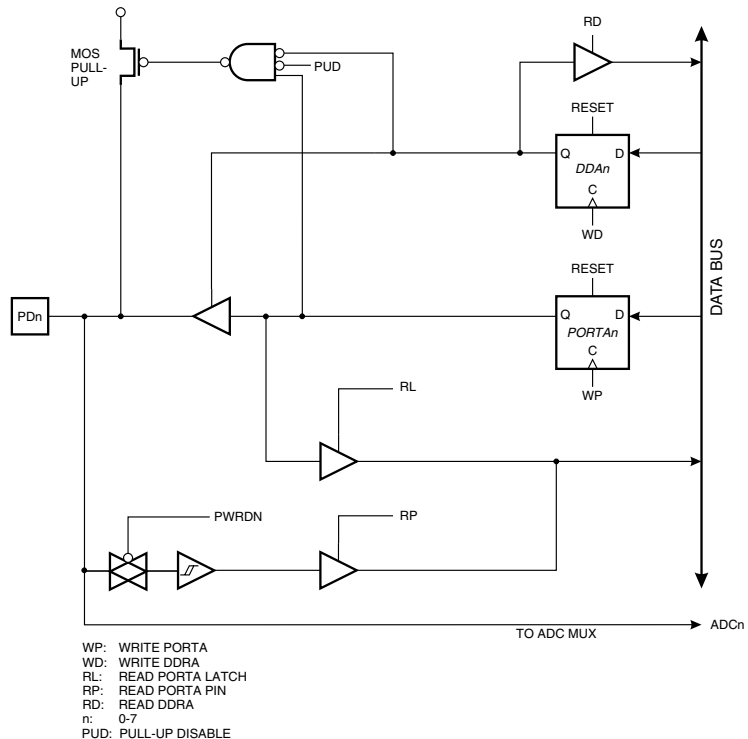 RD
MOS
PULL-
UP
PUD
RESET
Q D
DDAn
C
WD
RESET
PDn
Q D
PORTAn
C
WP
DATA BUS
RL
PWRDN
RP
TO ADC MUX
ADCn
WP: WRITE PORTA
WD: WRITE DDRA
RL: READ PORTA LATCH
RP: READ PORTA PIN
RD: READ DDRA
n: 0-7
PUD: PULL-UP DISABLE